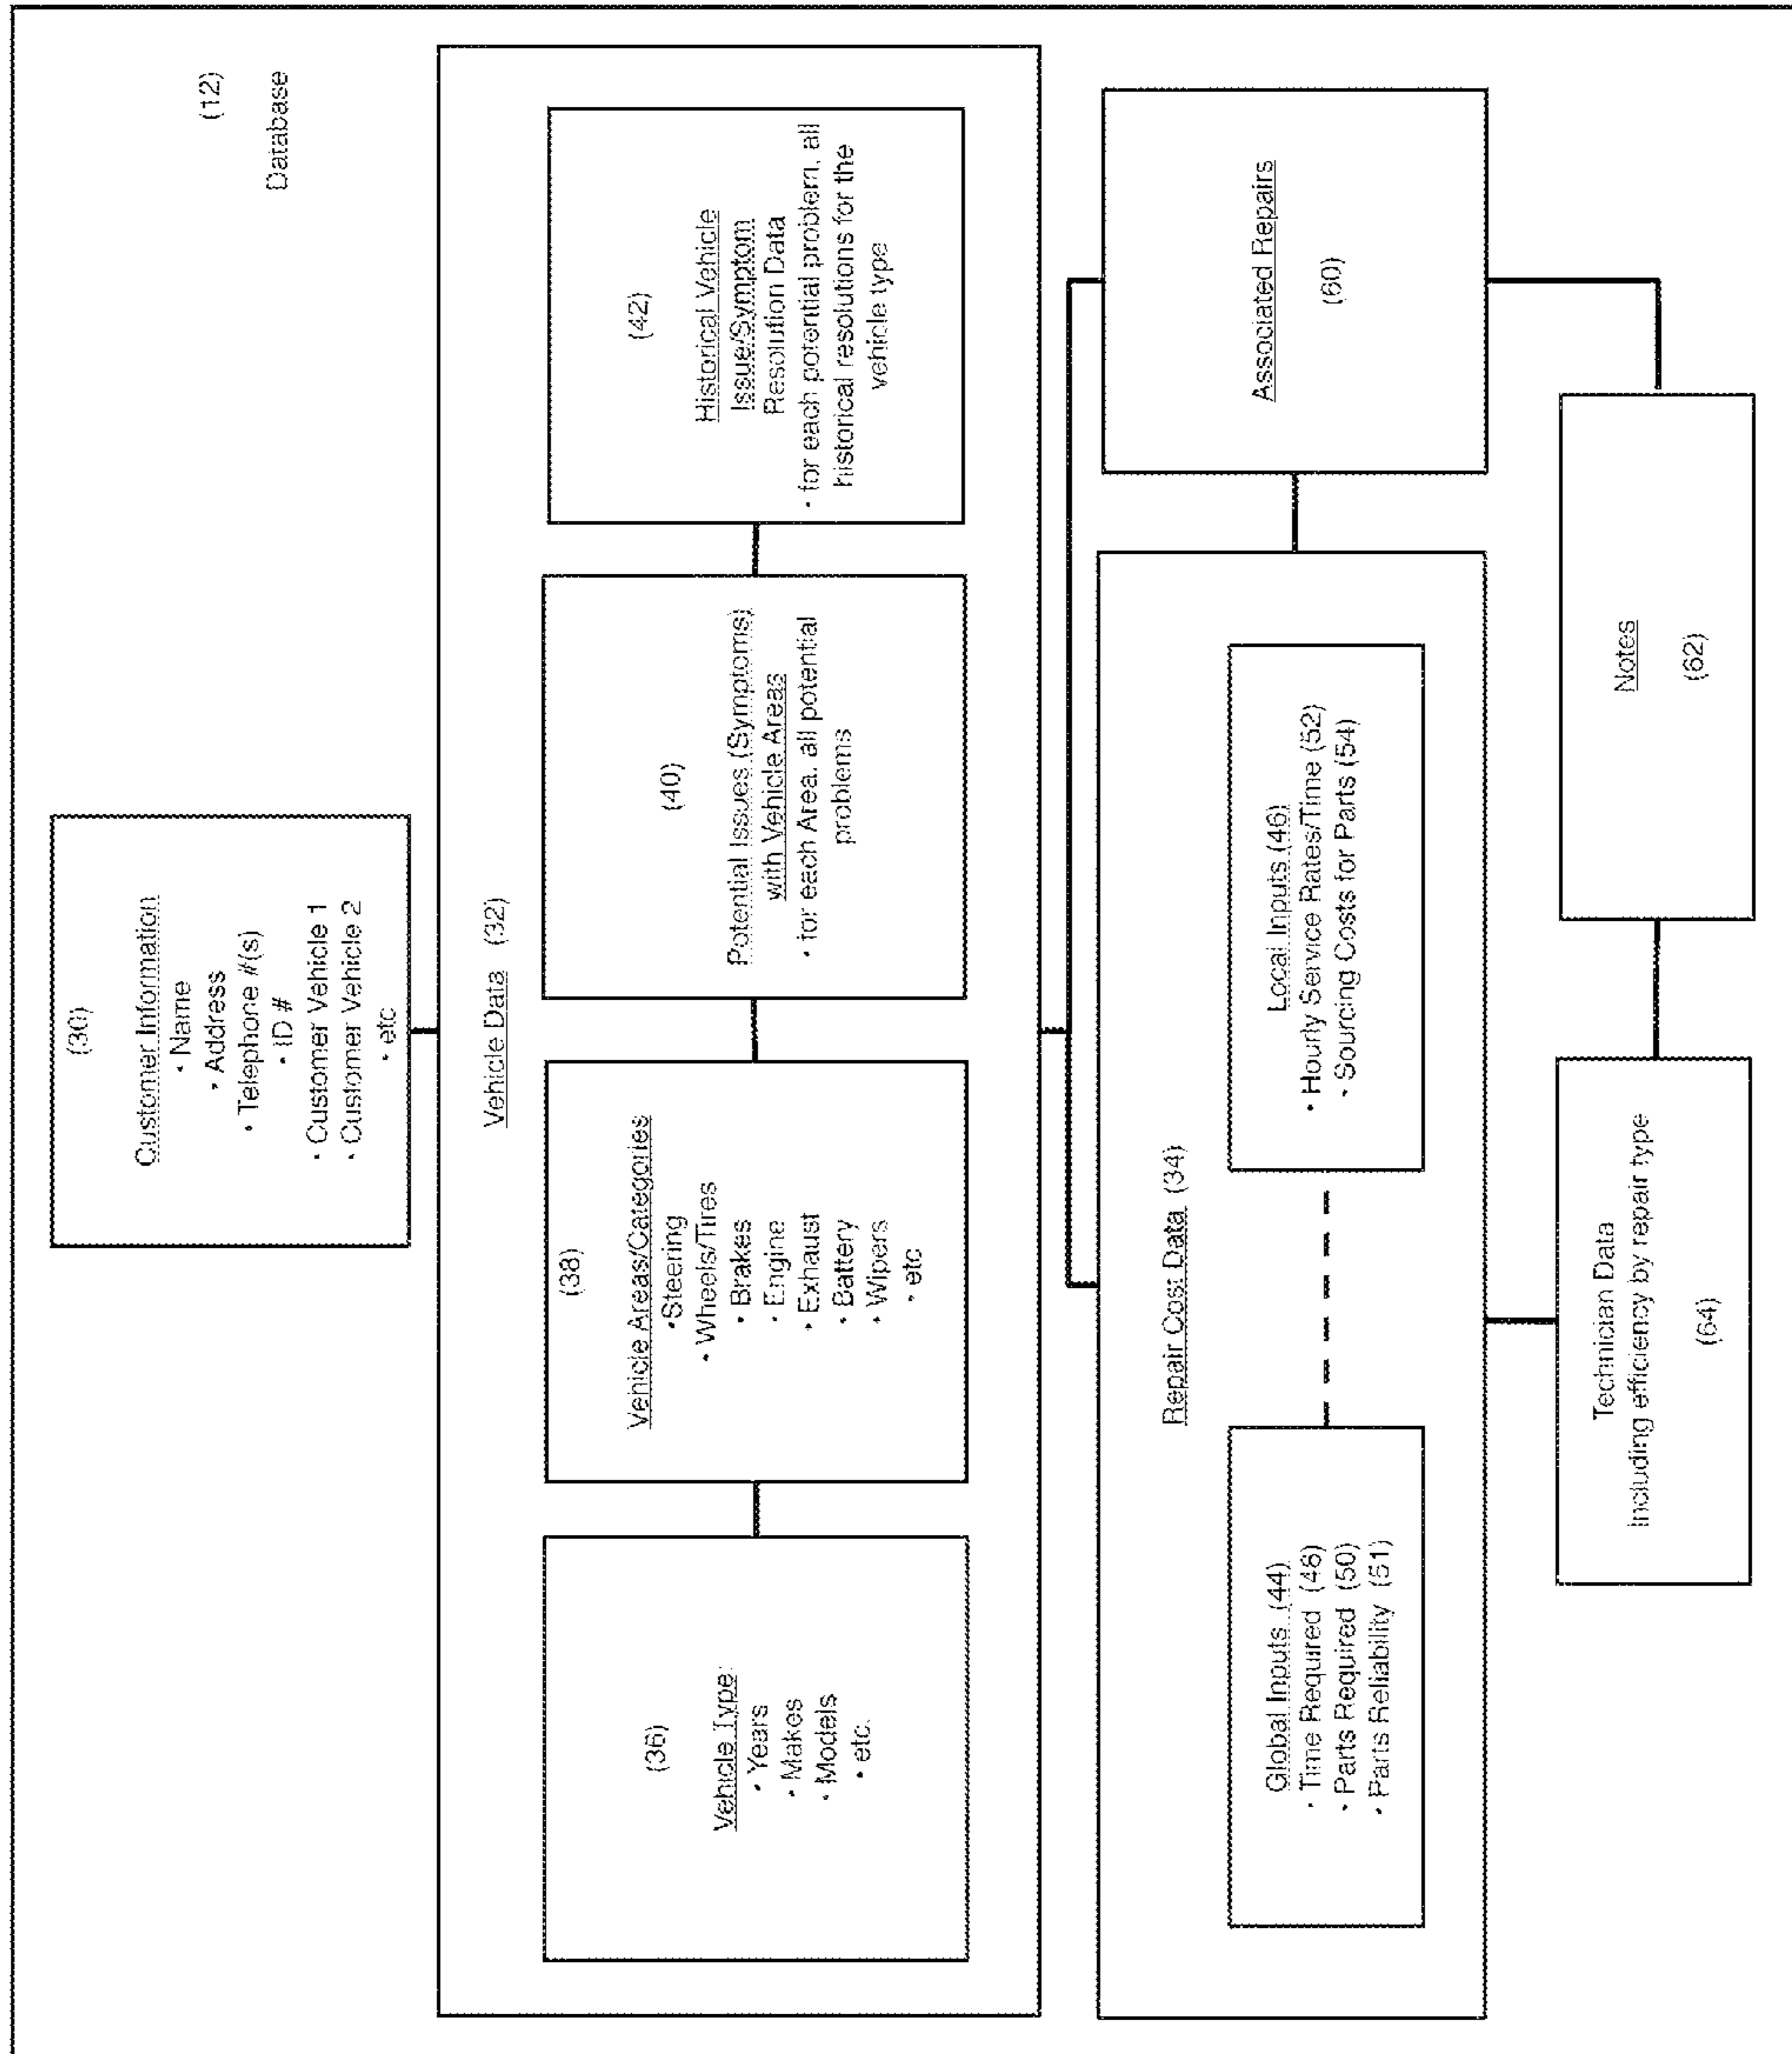 (12)
Database
(30)
Customer Information
• Name
• Address
• Telephone #(s)
• ID #
• Customer Vehicle 1
• Customer Vehicle 2
• etc
Vehicle Data (32)
(36)
Vehicle Type:
• Years
• Makes
• Models
• etc.
(38)
Vehicle Areas/Categories
• Steering
• Wheels/Tires
• Brakes
• Engine
• Exhaust
• Battery
• Wipers
• etc
(40)
Potential Issues (Symptoms)
with Vehicle Areas
• for each Area, all potential
problems
(42)
Historical Vehicle
Issue/Symptom
Resolution Data
• for each potential problem, all
historical resolutions for the
vehicle type
Repair Cost Data (34)
Global Inputs (44)
• Time Required (48)
• Parts Required (50)
• Parts Reliability (51)
Local Inputs (46)
• Hourly Service Rates/Time (52)
• Sourcing Costs for Parts (54)
Associated Repairs
(60)
Technician Data
Including efficiency by repair type
(64)
Notes
(62)